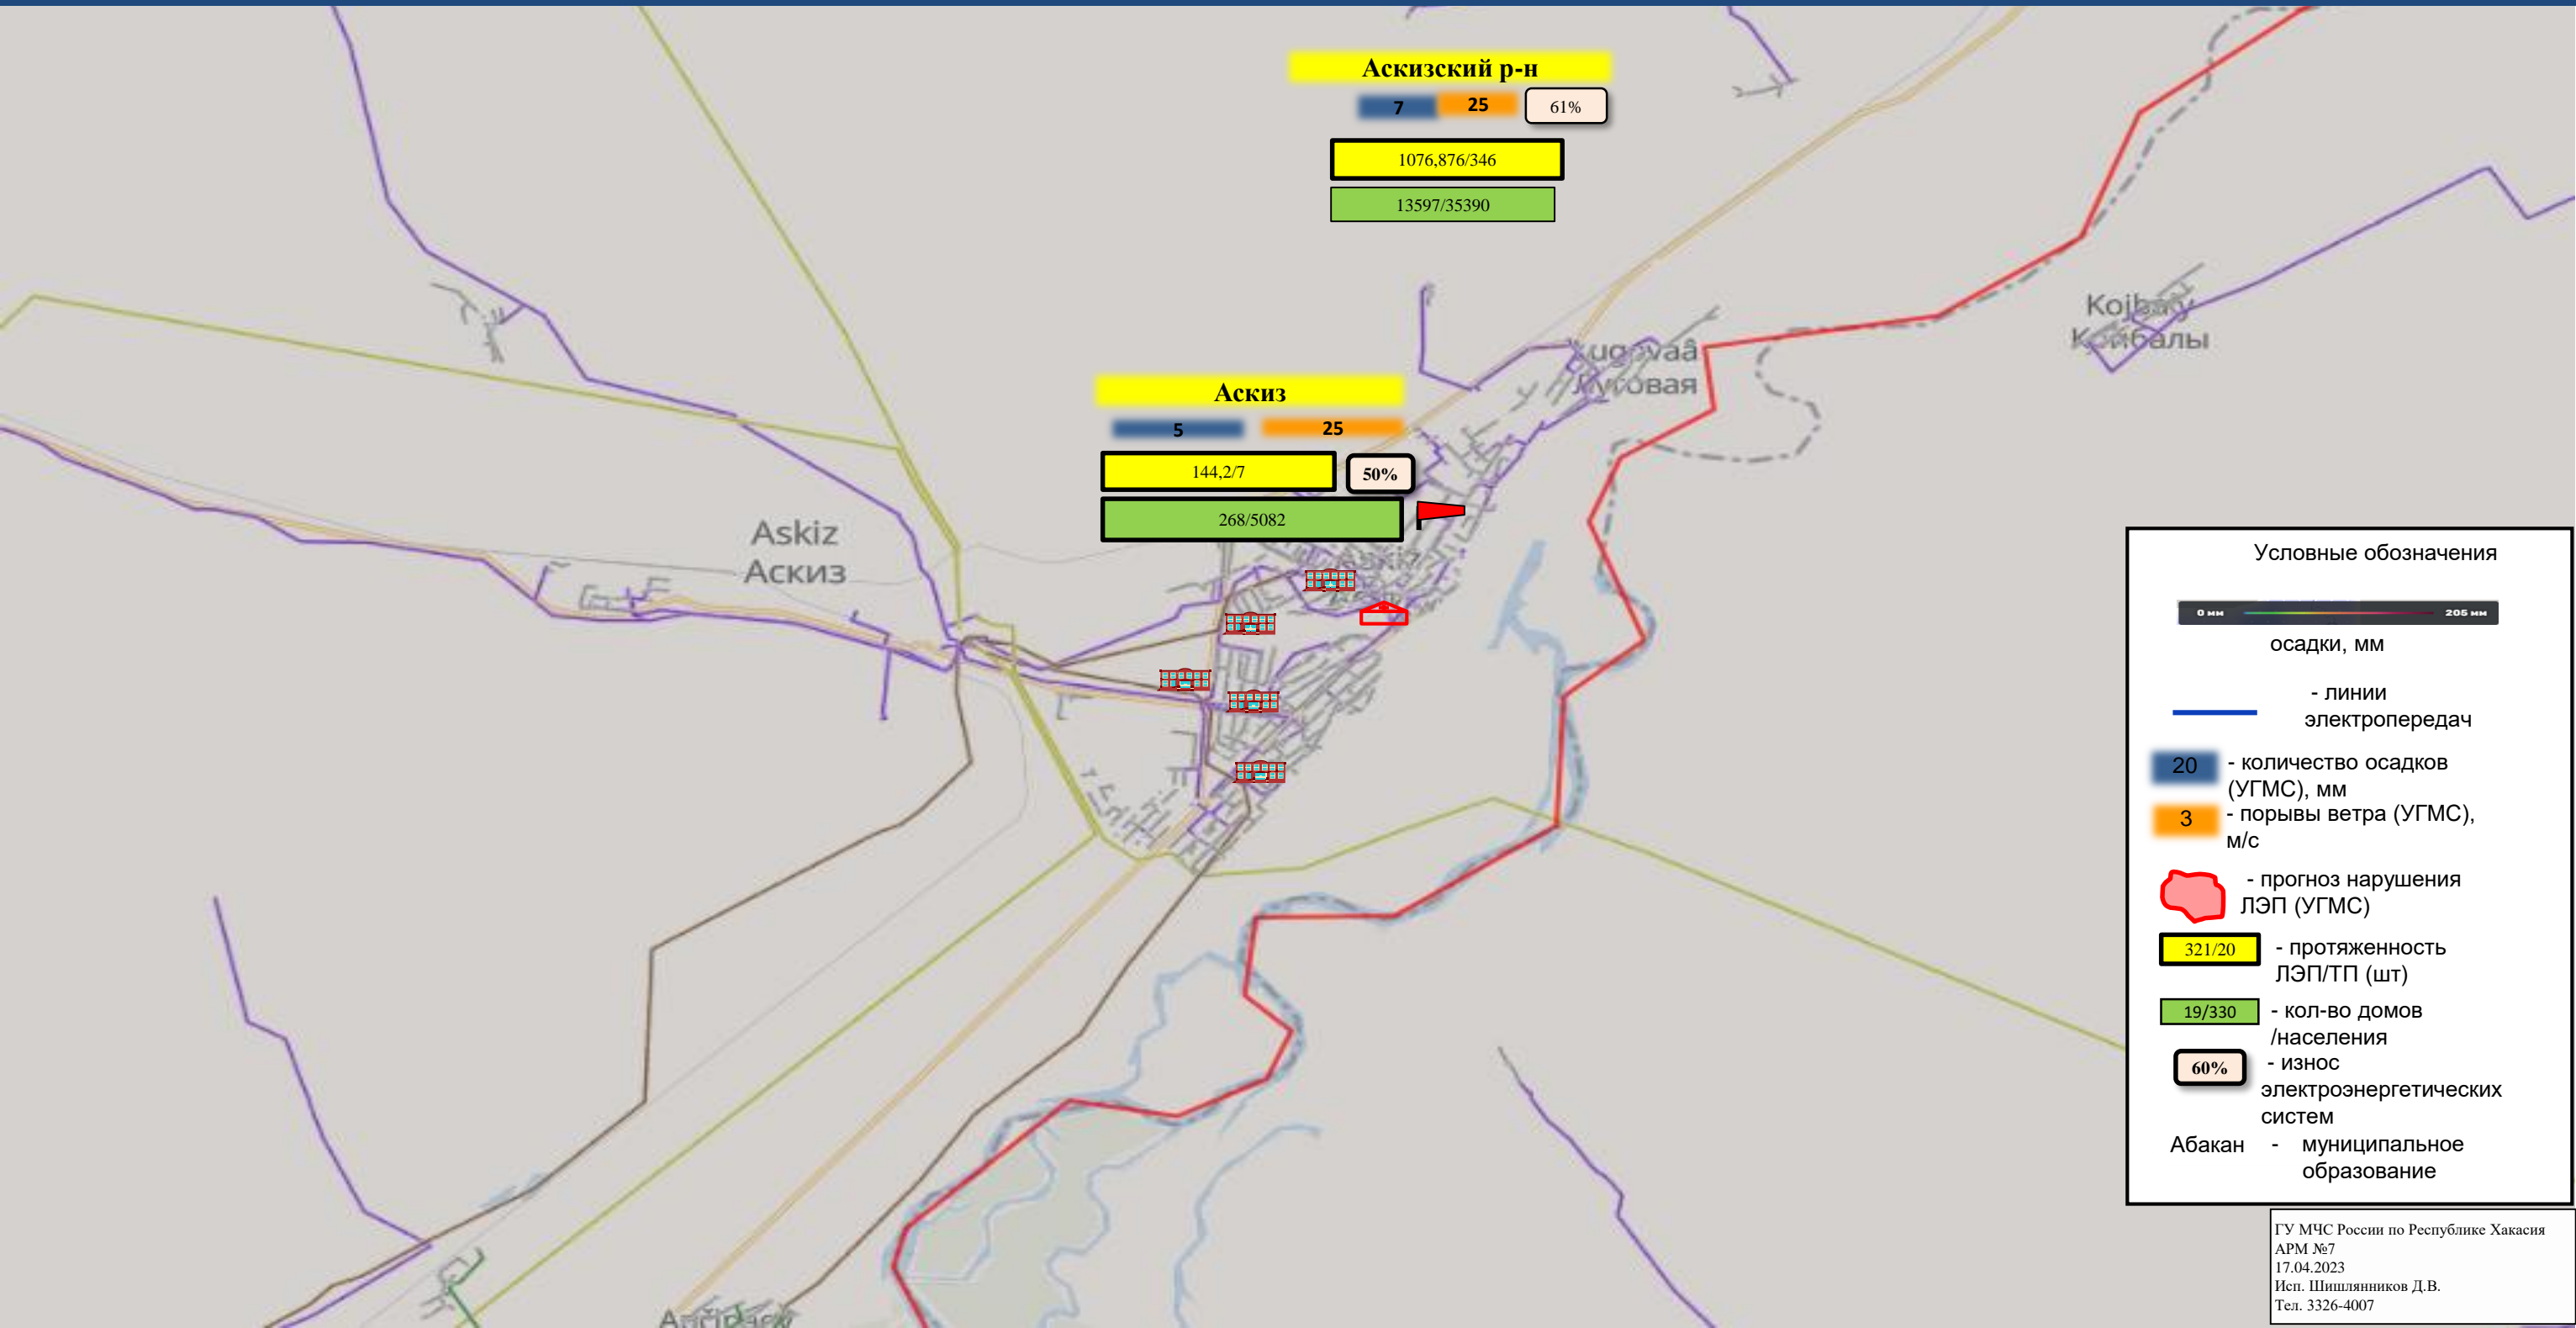 Аскизский р-н
7 25 61%
1076,876/346
13597/35390
Kojbaly
Койбалы
Lugovaâ
Луговая
Аскиз
5 25
144,2/7 50%
268/5082
Askiz
Аскиз
Askiz
Условные обозначения
0 мм 205 мм
осадки, мм
- линии
электропередач
20 - количество осадков
(УГМС), мм
3 - порывы ветра (УГМС),
м/с
- прогноз нарушения
ЛЭП (УГМС)
321/20 - протяженность
ЛЭП/ТП (шт)
19/330 - кол-во домов
/населения
60% - износ
электроэнергетических
систем
Абакан - муниципальное
образование
ГУ МЧС России по Республике Хакасия
АРМ №7
17.04.2023
Исп. Шишлянников Д.В.
Тел. 3326-4007